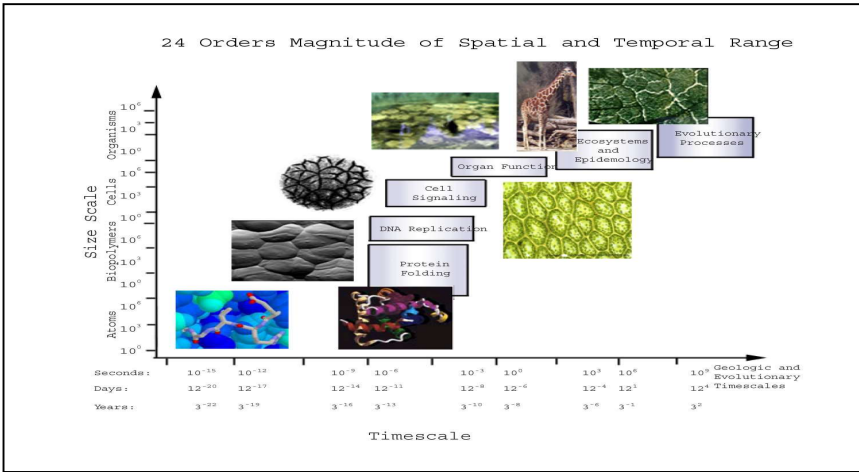 24 Orders Magnitude of Spatial and Temporal Range
Size Scale
Organisms
10⁶
10³
10⁰
Cells
10⁶
10³
10⁰
Biopolymers
10⁶
10³
10⁰
Atoms
10⁶
10³
10⁰
Evolutionary
Processes
Ecosystems
and
Epidemology
Organ Function
Cell
Signaling
DNA Replication
Protein
Folding
Seconds: 10⁻¹⁵ 10⁻¹² 10⁻⁹ 10⁻⁶ 10⁻³ 10⁰ 10³ 10⁶ 10⁹ Geologic and
Evolutionary
Timescales
Days: 12⁻²⁰ 12⁻¹⁷ 12⁻¹⁴ 12⁻¹¹ 12⁻⁸ 12⁻⁶ 12⁻⁴ 12¹ 12⁴
Years: 3⁻²² 3⁻¹⁹ 3⁻¹⁶ 3⁻¹³ 3⁻¹⁰ 3⁻⁸ 3⁻⁶ 3⁻¹ 3²
Timescale